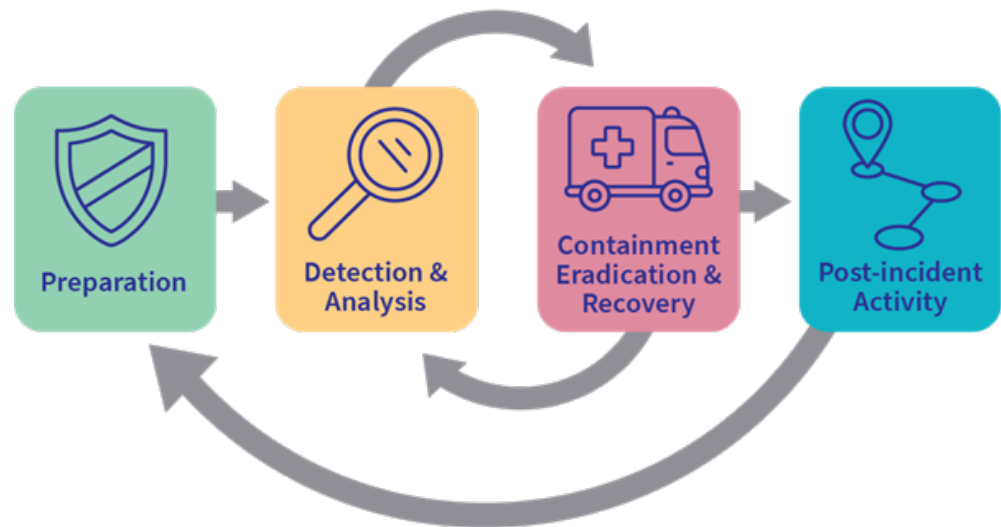 Preparation
Detection &
Analysis
Containment
Eradication &
Recovery
Post-incident
Activity